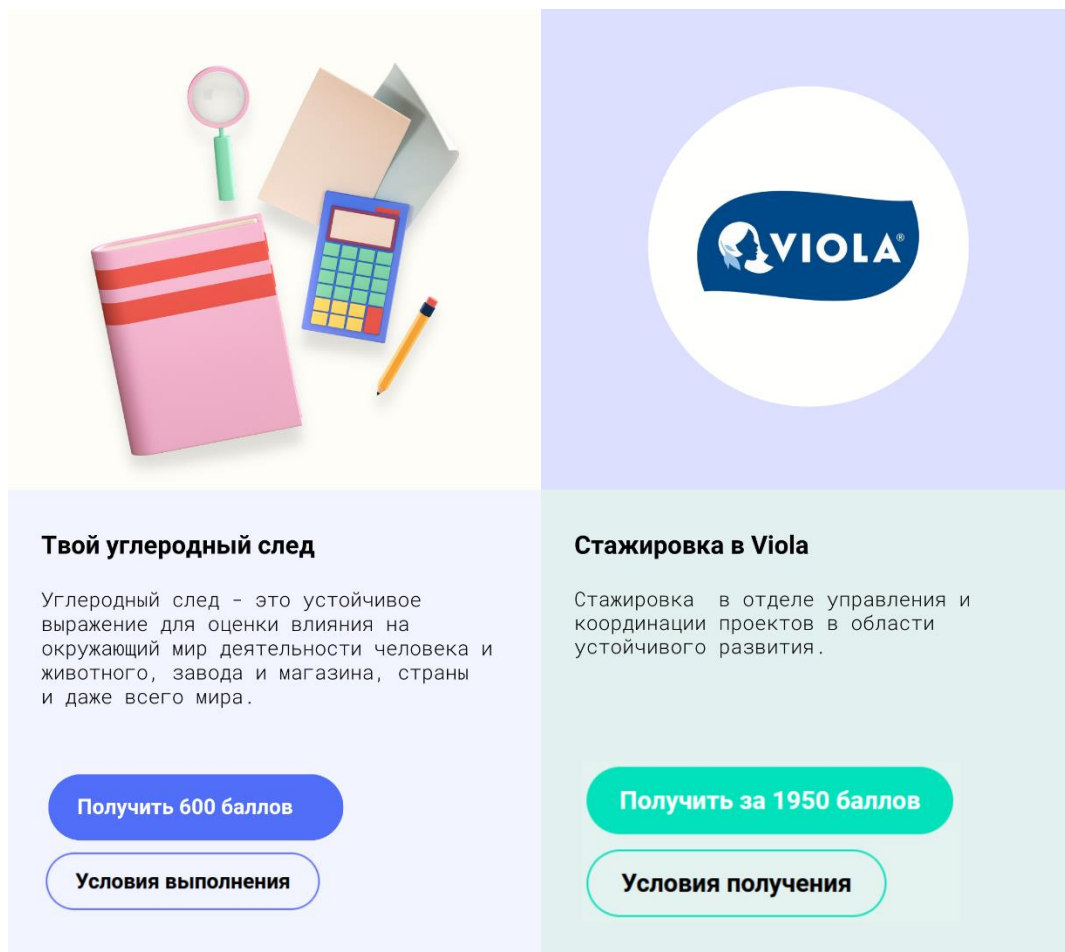 VIOLA®
Твой углеродный след
Углеродный след - это устойчивое
выражение для оценки влияния на
окружающий мир деятельности человека и
животного, завода и магазина, страны
и даже всего мира.
Получить 600 баллов
Условия выполнения
Стажировка в Viola
Стажировка  в отделе управления и
координации проектов в области
устойчивого развития.
Получить за 1950 баллов
Условия получения